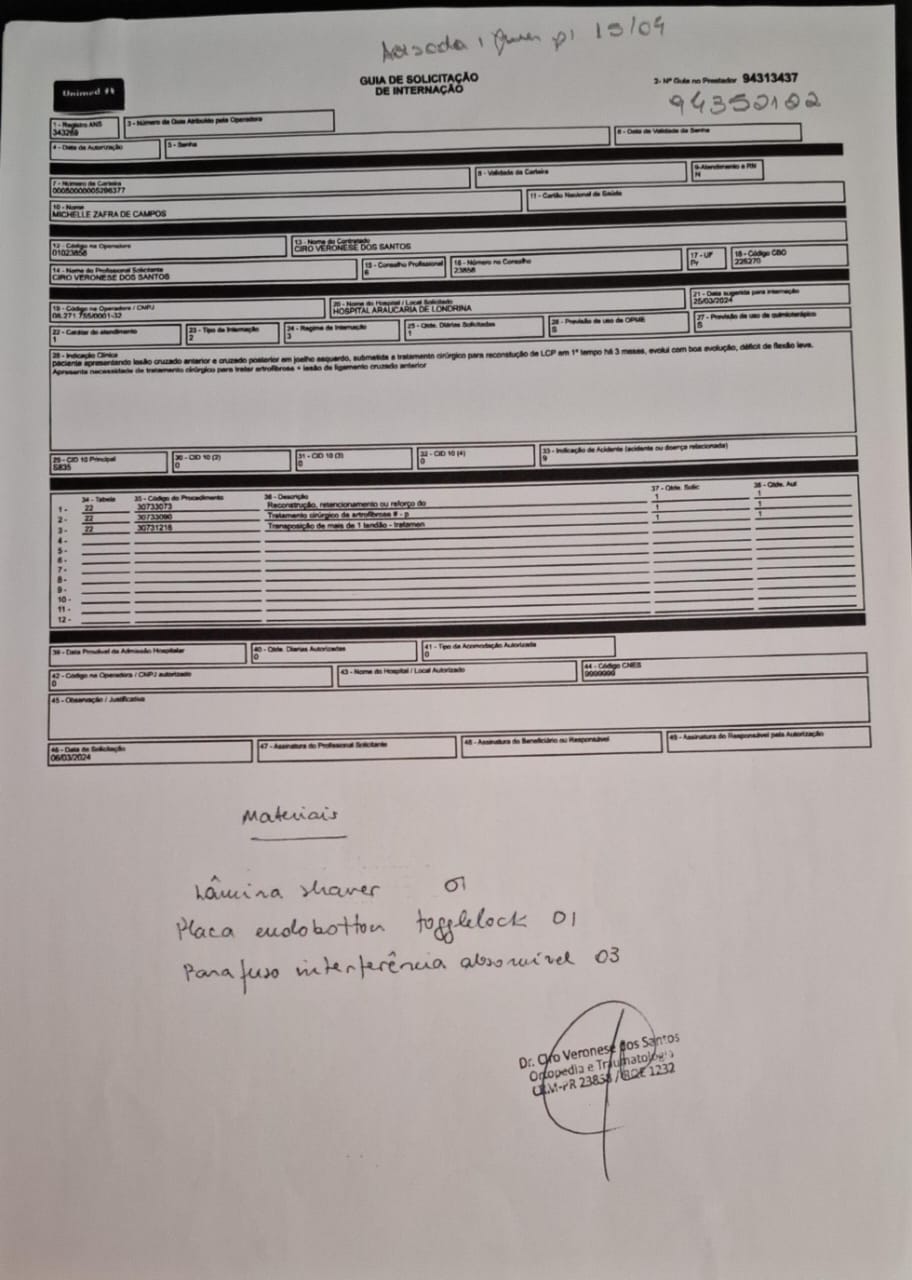 Avisada
p/ 15/04
Unimed
GUIA DE SOLICITAÇÃO
DE INTERNAÇÃO
2- Nº Guia no Prestador 94313437
94350102
1 - Registro ANS
343269
3 - Número da Guia Atribuído pela Operadora
4 - Data da Autorização
5 - Senha
6 - Data de Validade da Senha
7 - Número da Carteira
00050000005296377
8 - Validade da Carteira
9-Atendimento a RN
N
10 - Nome
MICHELLE ZAFRA DE CAMPOS
11 - Cartão Nacional de Saúde
12 - Código na Operadora
01023858
13 - Nome do Contratado
CIRO VERONESE DOS SANTOS
14 - Nome do Profissional Solicitante
CIRO VERONESE DOS SANTOS
15 - Conselho Profissional
6
16 - Número no Conselho
23858
17 - UF
Pr
18 - Código CBO
225270
19 - Código na Operadora / CNPJ
08.271.755/0001-32
20 - Nome do Hospital / Local Solicitado
HOSPITAL ARAUCARIA DE LONDRINA
21 - Data sugerida para internação
25/03/2024
22 - Caráter do atendimento
1
23 - Tipo de Internação
2
24 - Regime de Internação
3
25 - Qtde. Diárias Solicitadas
1
26 - Previsão de uso de OPME
S
27 - Previsão de uso de quimioterápico
S
28 - Indicação Clínica
paciente apresentando lesão cruzado anterior e cruzado posterior em joelho esquerdo, submetida a tratamento cirúrgico para reconstução de LCP em 1º tempo há 3 meses, evolui com boa evolução, déficit de flexão leve.
Apresenta necessidade de tratamento cirúrgico para tratar artrofibrose + lesão de ligamento cruzado anterior
29 - CID 10 Principal
S835
30 - CID 10 (2)
0
31 - CID 10 (3)
0
32 - CID 10 (4)
0
33 - Indicação de Acidente (acidente ou doença relacionada)
9
34 - Tabela 35 - Código do Procedimento 36 - Descrição 37 - Qtde. Solic 38 - Qtde. Aut
1 - 22 30733073 Reconstrução, retencionamento ou reforço do 1 1
2 - 22 30733090 Tratamento cirúrgico da artrofibrose # - p 1 1
3 - 22 30731218 Transposição de mais de 1 tendão - tratamen 1 1
4 -
5 -
6 -
7 -
8 -
9 -
10 -
11 -
12 -
39 - Data Provável da Admissão Hospitalar
40 - Qtde. Diarias Autorizadas
0
41 - Tipo da Acomodação Autorizada
0
42 - Código na Operadora / CNPJ autorizado
0
43 - Nome do Hospital / Local Autorizado
44 - Código CNES
9999999
45 - Observação / Justificativa
46 - Data da Solicitação
06/03/2024
47 - Assinatura do Profissional Solicitante
48 - Assinatura do Beneficiário ou Responsável
49 - Assinatura do Responsável pela Autorização
Materiais
Lâmina shaver 01
Placa endobotton togglelock 01
Parafuso interferência absorvível 03
Dr. Ciro Veronese dos Santos
Ortopedia e Traumatologia
CRM-PR 23858 / RQE 1232